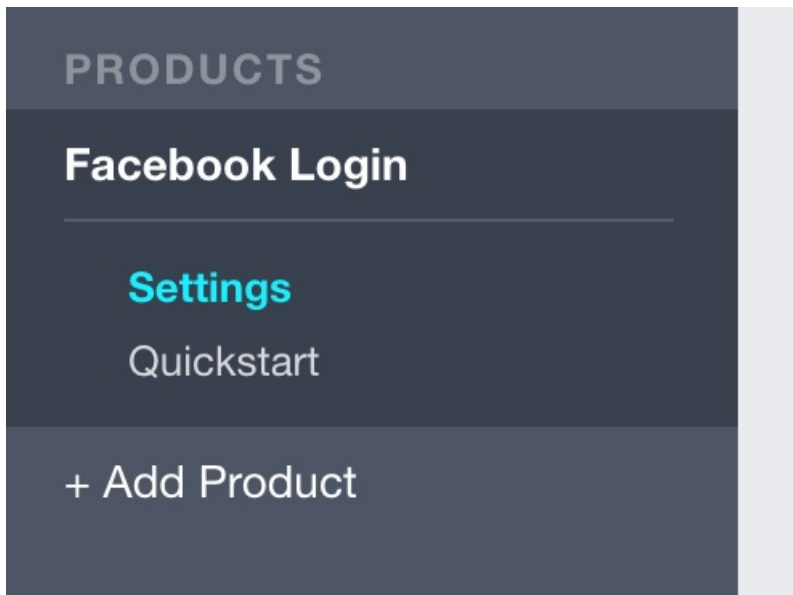 PRODUCTS
Facebook Login
Settings
Quickstart
+ Add Product